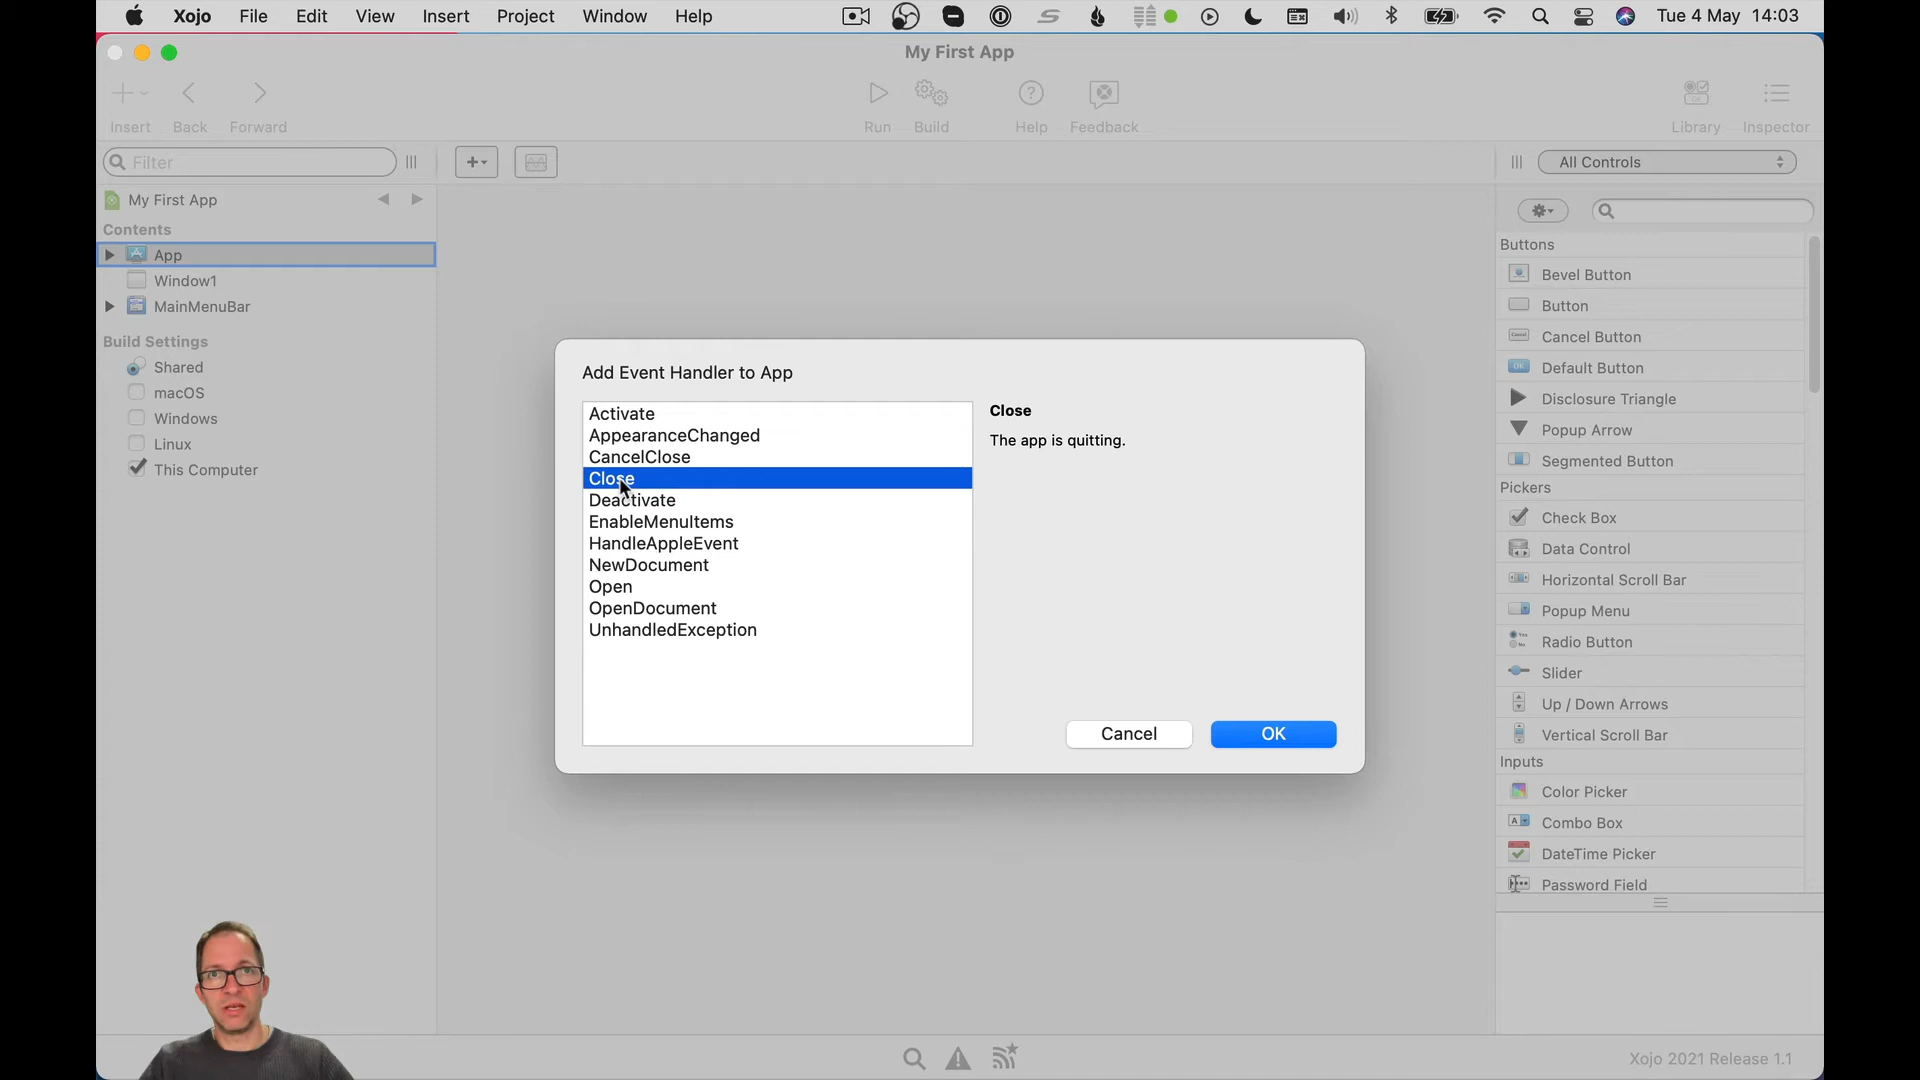 Xojo File Edit View Insert Project Window Help Tue 4 May 14:03
My First App
Insert Back Forward Run Build Help Feedback Library Inspector
Filter
All Controls
My First App
Contents
App
Window1
MainMenuBar
Build Settings
Shared
macOS
Windows
Linux
This Computer
Add Event Handler to App
Activate
AppearanceChanged
CancelClose
Close
Deactivate
EnableMenuItems
HandleAppleEvent
NewDocument
Open
OpenDocument
UnhandledException
Close
The app is quitting.
Cancel OK
Buttons
Bevel Button
Button
Cancel Button
Default Button
Disclosure Triangle
Popup Arrow
Segmented Button
Pickers
Check Box
Data Control
Horizontal Scroll Bar
Popup Menu
Radio Button
Slider
Up / Down Arrows
Vertical Scroll Bar
Inputs
Color Picker
Combo Box
DateTime Picker
Password Field
Xojo 2021 Release 1.1